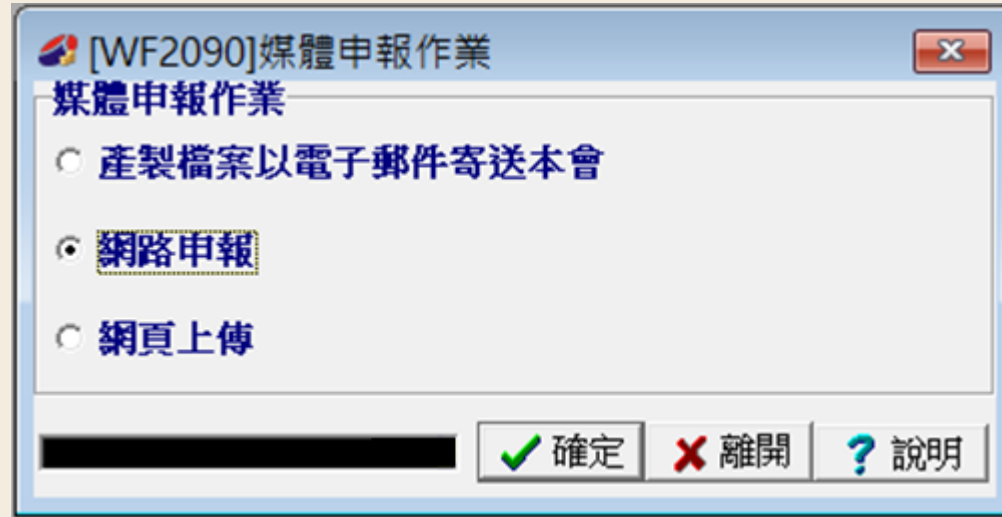 [WF2090]媒體申報作業
媒體申報作業
產製檔案以電子郵件寄送本會
網路申報
網頁上傳
確定 離開 說明